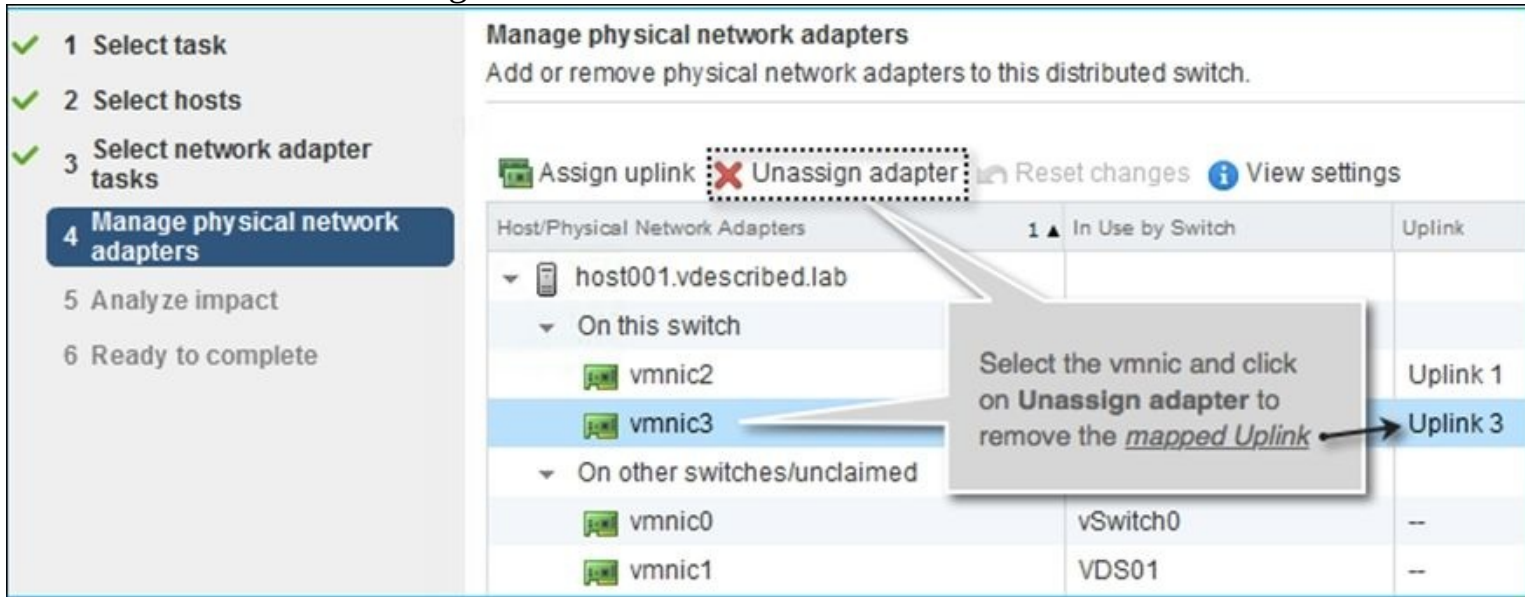 1 Select task
2 Select hosts
3 Select network adapter
tasks
4 Manage physical network
adapters
5 Analyze impact
6 Ready to complete
Manage physical network adapters
Add or remove physical network adapters to this distributed switch.
Assign uplink Unassign adapter Reset changes View settings
Host/Physical Network Adapters 1 In Use by Switch Uplink
host001.vdescribed.lab
On this switch
vmnic2 Uplink 1
vmnic3 Uplink 3
Select the vmnic and click
on Unassign adapter to
remove the mapped Uplink
On other switches/unclaimed
vmnic0 vSwitch0 --
vmnic1 VDS01 --